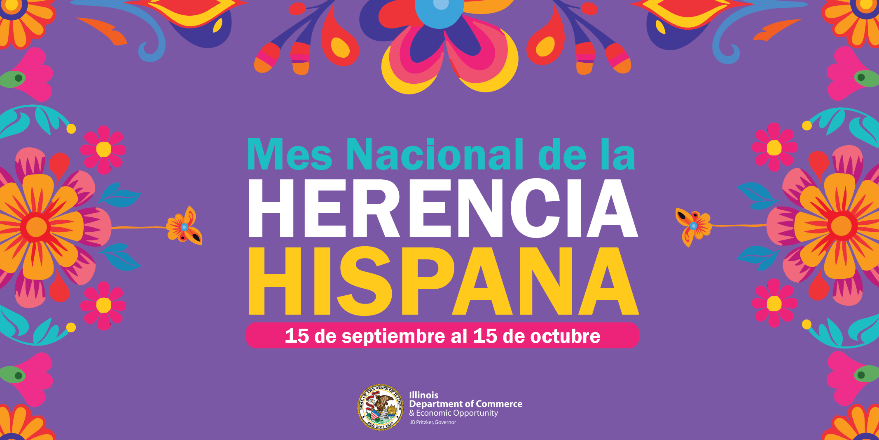 Mes Nacional de la
HERENCIA
HISPANA
15 de septiembre al 15 de octubre
Illinois
Department of Commerce
& Economic Opportunity
JB Pritzker, Governor